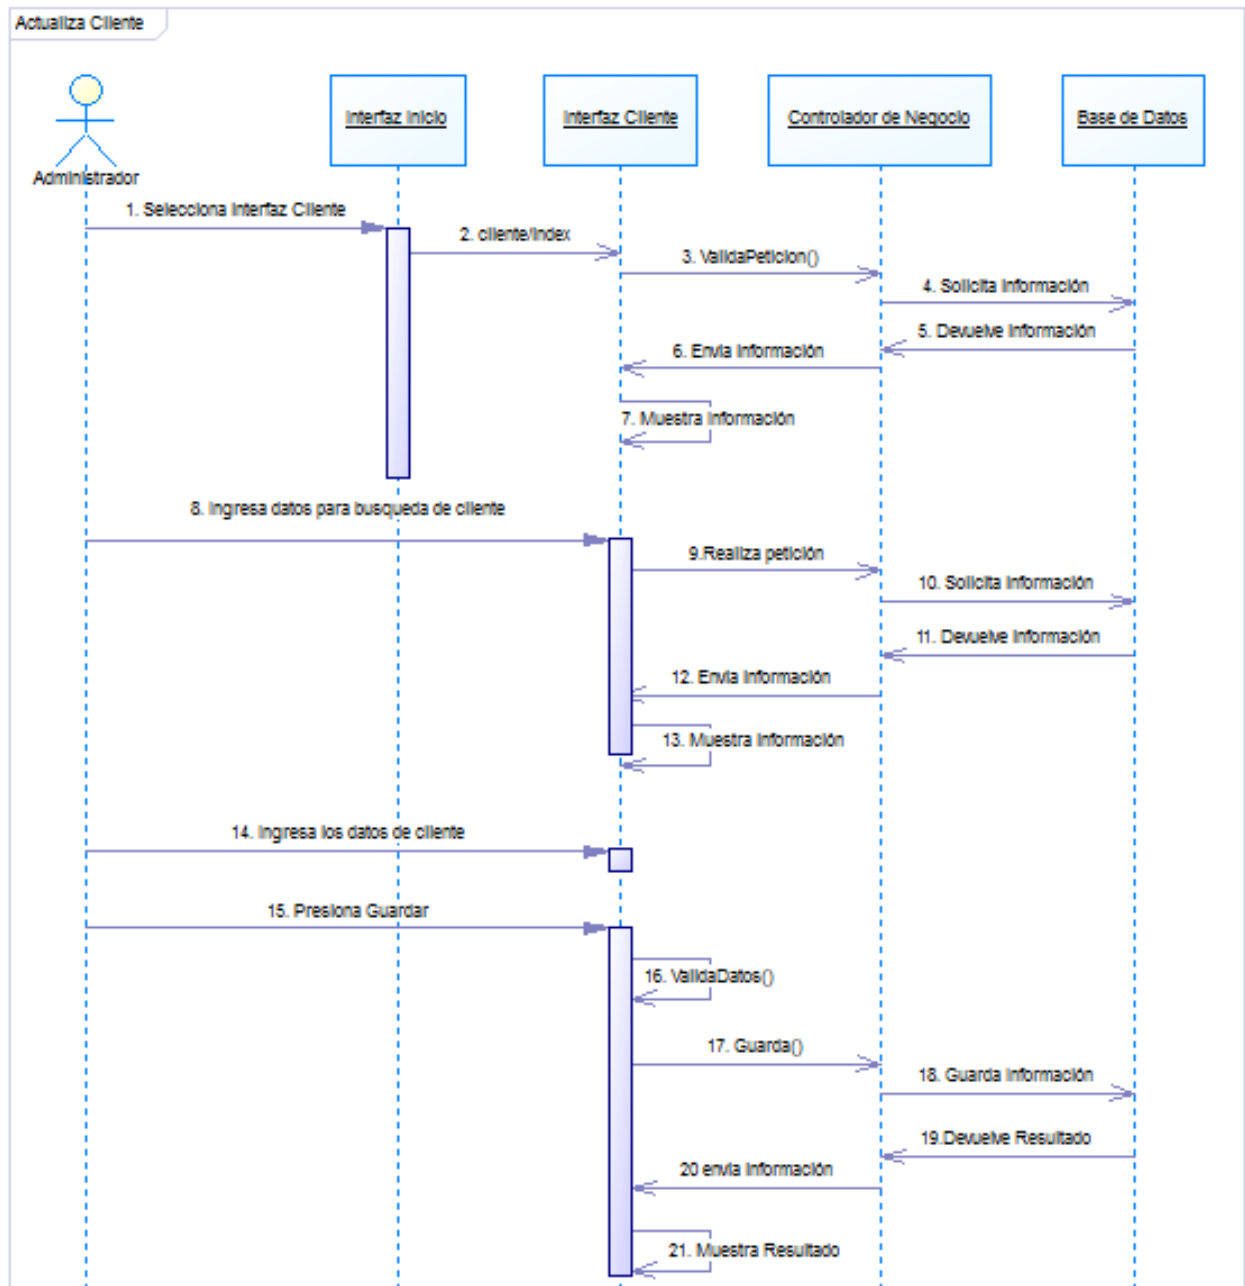 Actualiza Cliente
Interfaz Inicio
Interfaz Cliente
Controlador de Negocio
Base de Datos
Administrador
1. Selecciona Interfaz Cliente
2. cliente/index
3. ValidaPeticion()
4. Solicita Información
5. Devuelve Información
6. Envia Información
7. Muestra Información
8. Ingresa datos para busqueda de cliente
9.Realiza petición
10. Solicita Información
11. Devuelve Información
12. Envia Información
13. Muestra Información
14. Ingresa los datos de cliente
15. Presiona Guardar
16. ValidaDatos()
17. Guarda()
18. Guarda Información
19.Devuelve Resultado
20 envia Información
21. Muestra Resultado